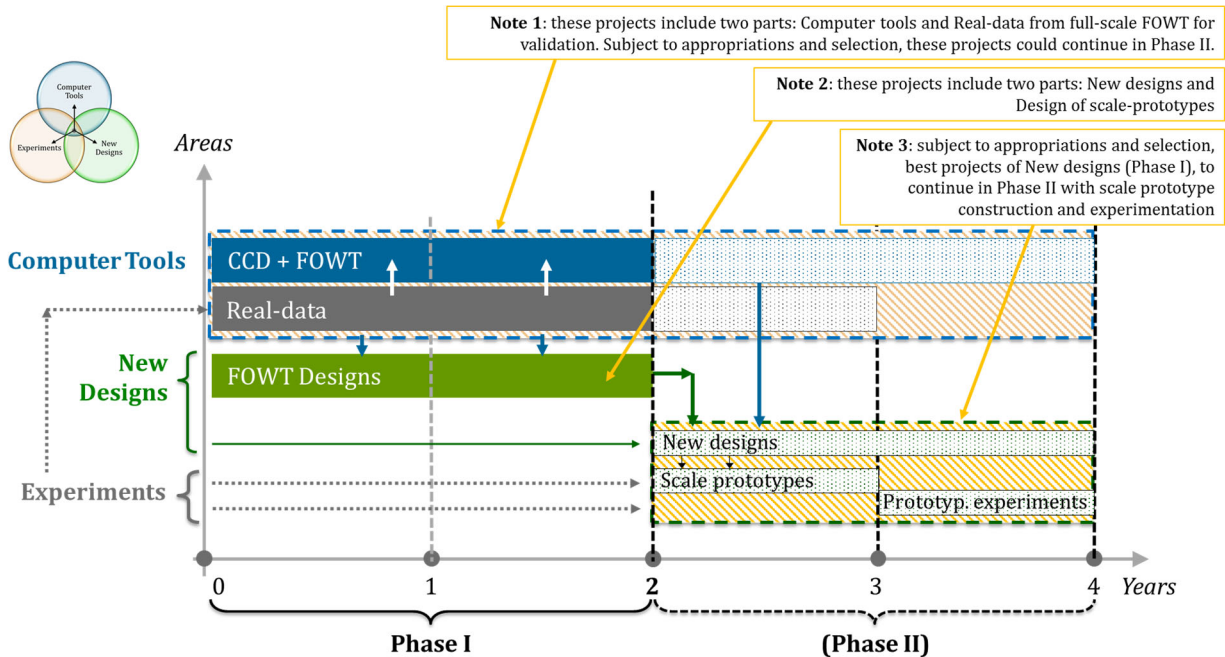 Note 1: these projects include two parts: Computer tools and Real-data from full-scale FOWT for
validation. Subject to appropriations and selection, these projects could continue in Phase II.
Note 2: these projects include two parts: New designs and
Design of scale-prototypes
Note 3: subject to appropriations and selection,
best projects of New designs (Phase I), to
continue in Phase II with scale prototype
construction and experimentation
Computer
Tools
Experiments
New
Designs
Areas
Computer Tools
CCD + FOWT
Real-data
New
Designs
FOWT Designs
New designs
Experiments
Scale prototypes
Prototyp. experiments
0
1
2
3
4
Years
Phase I
(Phase II)